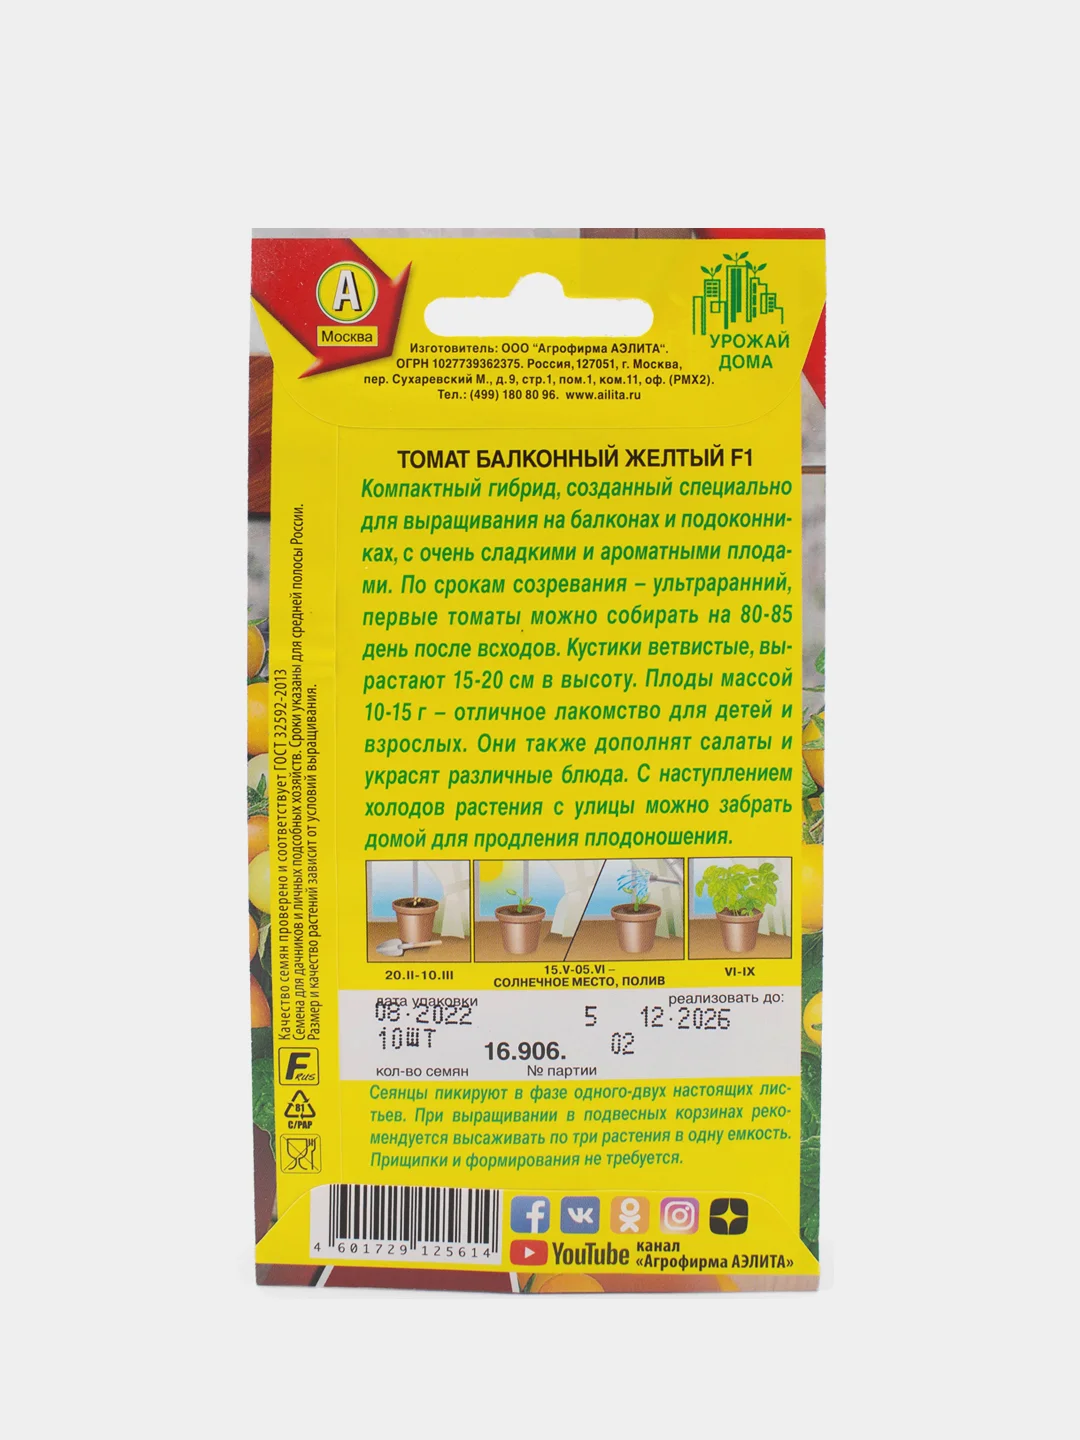 А
Москва
УРОЖАЙ
ДОМА
Изготовитель: ООО “Агрофирма АЭЛИТА“.
ОГРН 1027739362375. Россия, 127051, г. Москва,
пер. Сухаревский М., д.9, стр.1, пом.1, ком.11, оф. (РМХ2).
Тел.: (499) 180 80 96. www.ailita.ru
ТОМАТ БАЛКОННЫЙ ЖЕЛТЫЙ F1
Компактный гибрид, созданный специально
для выращивания на балконах и подоконни-
ках, с очень сладкими и ароматными плода-
ми. По срокам созревания – ультраранний,
первые томаты можно собирать на 80-85
день после всходов. Кустики ветвистые, вы-
растают 15-20 см в высоту. Плоды массой
10-15 г – отличное лакомство для детей и
взрослых. Они также дополнят салаты и
украсят различные блюда. С наступлением
холодов растения с улицы можно забрать
домой для продления плодоношения.
20.II-10.III
15.V-05.VI –
СОЛНЕЧНОЕ МЕСТО, ПОЛИВ
VI-IX
дата упаковки
реализовать до:
08.2022 5 12.2026
10ШТ 02
16.906.
кол-во семян
№ партии
Сеянцы пикируют в фазе одного-двух настоящих лис-
тьев. При выращивании в подвесных корзинах реко-
мендуется высаживать по три растения в одну емкость.
Прищипки и формирования не требуется.
Качество семян проверено и соответствует ГОСТ 32592-2013
Семена для дачников и личных подсобных хозяйств. Сроки указаны для средней полосы России.
Размер и качество растений зависит от условий выращивания.
F RUS
81
C/PAP
4 601729 125614
YouTube канал
«Агрофирма АЭЛИТА»